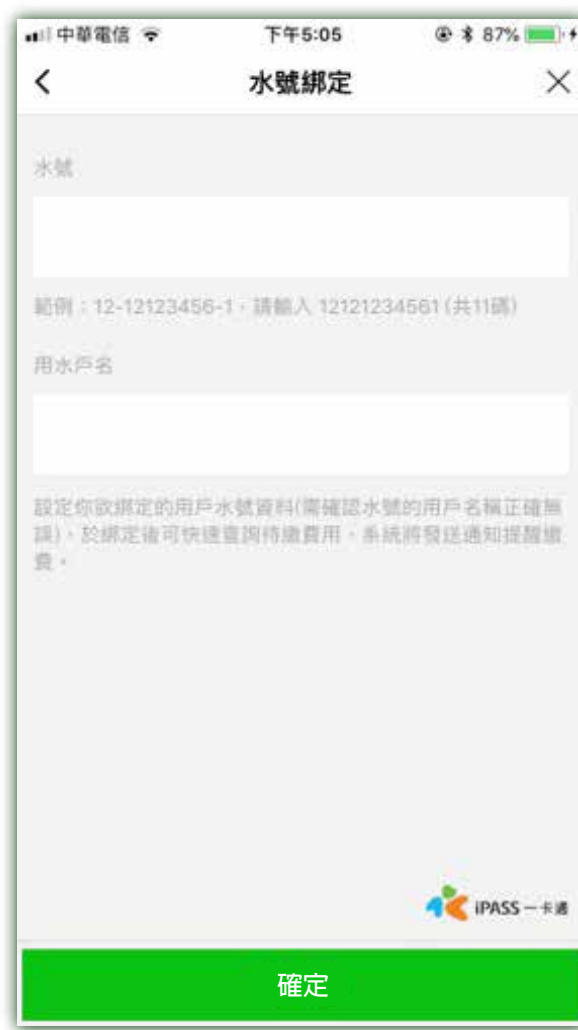 中華電信 下午5:05 87%
水號綁定
水號
範例：12-12123456-1，請輸入 12121234561 (共11碼)
用水戶名
設定你欲綁定的用戶水號資料(需確認水號的用戶名稱正確無
誤)，於綁定後可快速查詢待繳費用，系統將發送通知提醒繳
費。
iPASS 一卡通
確定